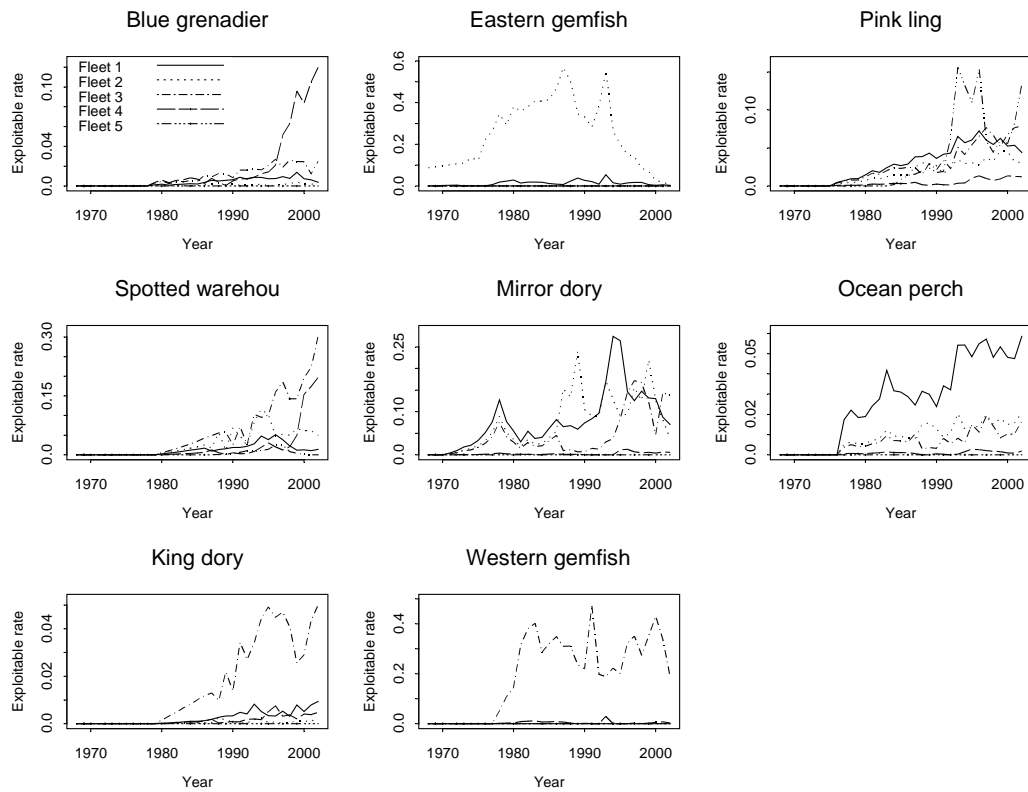 Blue grenadier
Eastern gemfish
Pink ling
Exploitable rate
0.0 0.04 0.10
Fleet 1
Fleet 2
Fleet 3
Fleet 4
Fleet 5
1970 1980 1990 2000
Year
Exploitable rate
0.0 0.2 0.4 0.6
1970 1980 1990 2000
Year
Exploitable rate
0.0 0.05 0.15
1970 1980 1990 2000
Year
Spotted warehou
Mirror dory
Ocean perch
Exploitable rate
0.0 0.15 0.30
1970 1980 1990 2000
Year
Exploitable rate
0.0 0.10 0.25
1970 1980 1990 2000
Year
Exploitable rate
0.0 0.02 0.05
1970 1980 1990 2000
Year
King dory
Western gemfish
Exploitable rate
0.0 0.02 0.04
1970 1980 1990 2000
Year
Exploitable rate
0.0 0.2 0.4
1970 1980 1990 2000
Year